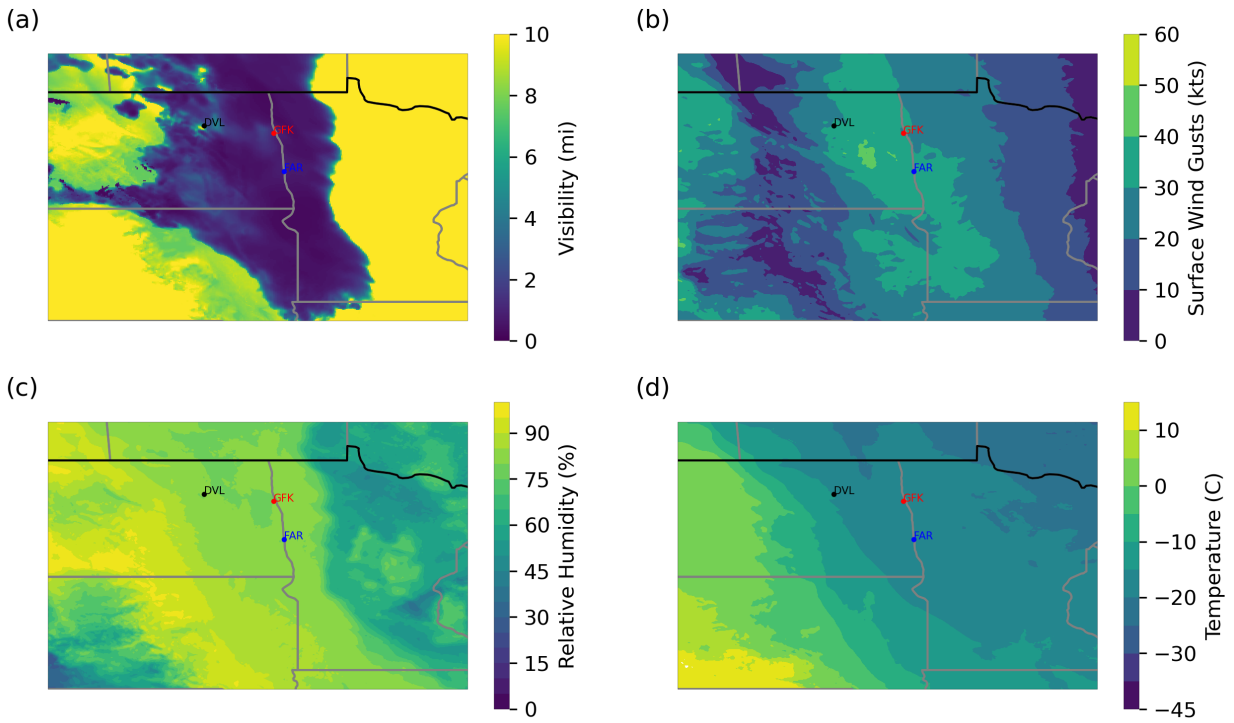 (a)
DVL
GFK
FAR
10
8
6
4
2
0
Visibility (mi)
(b)
DVL
GFK
FAR
60
50
40
30
20
10
0
Surface Wind Gusts (kts)
(c)
DVL
GFK
FAR
90
75
60
45
30
15
0
Relative Humidity (%)
(d)
DVL
GFK
FAR
10
0
−10
−20
−30
−45
Temperature (C)